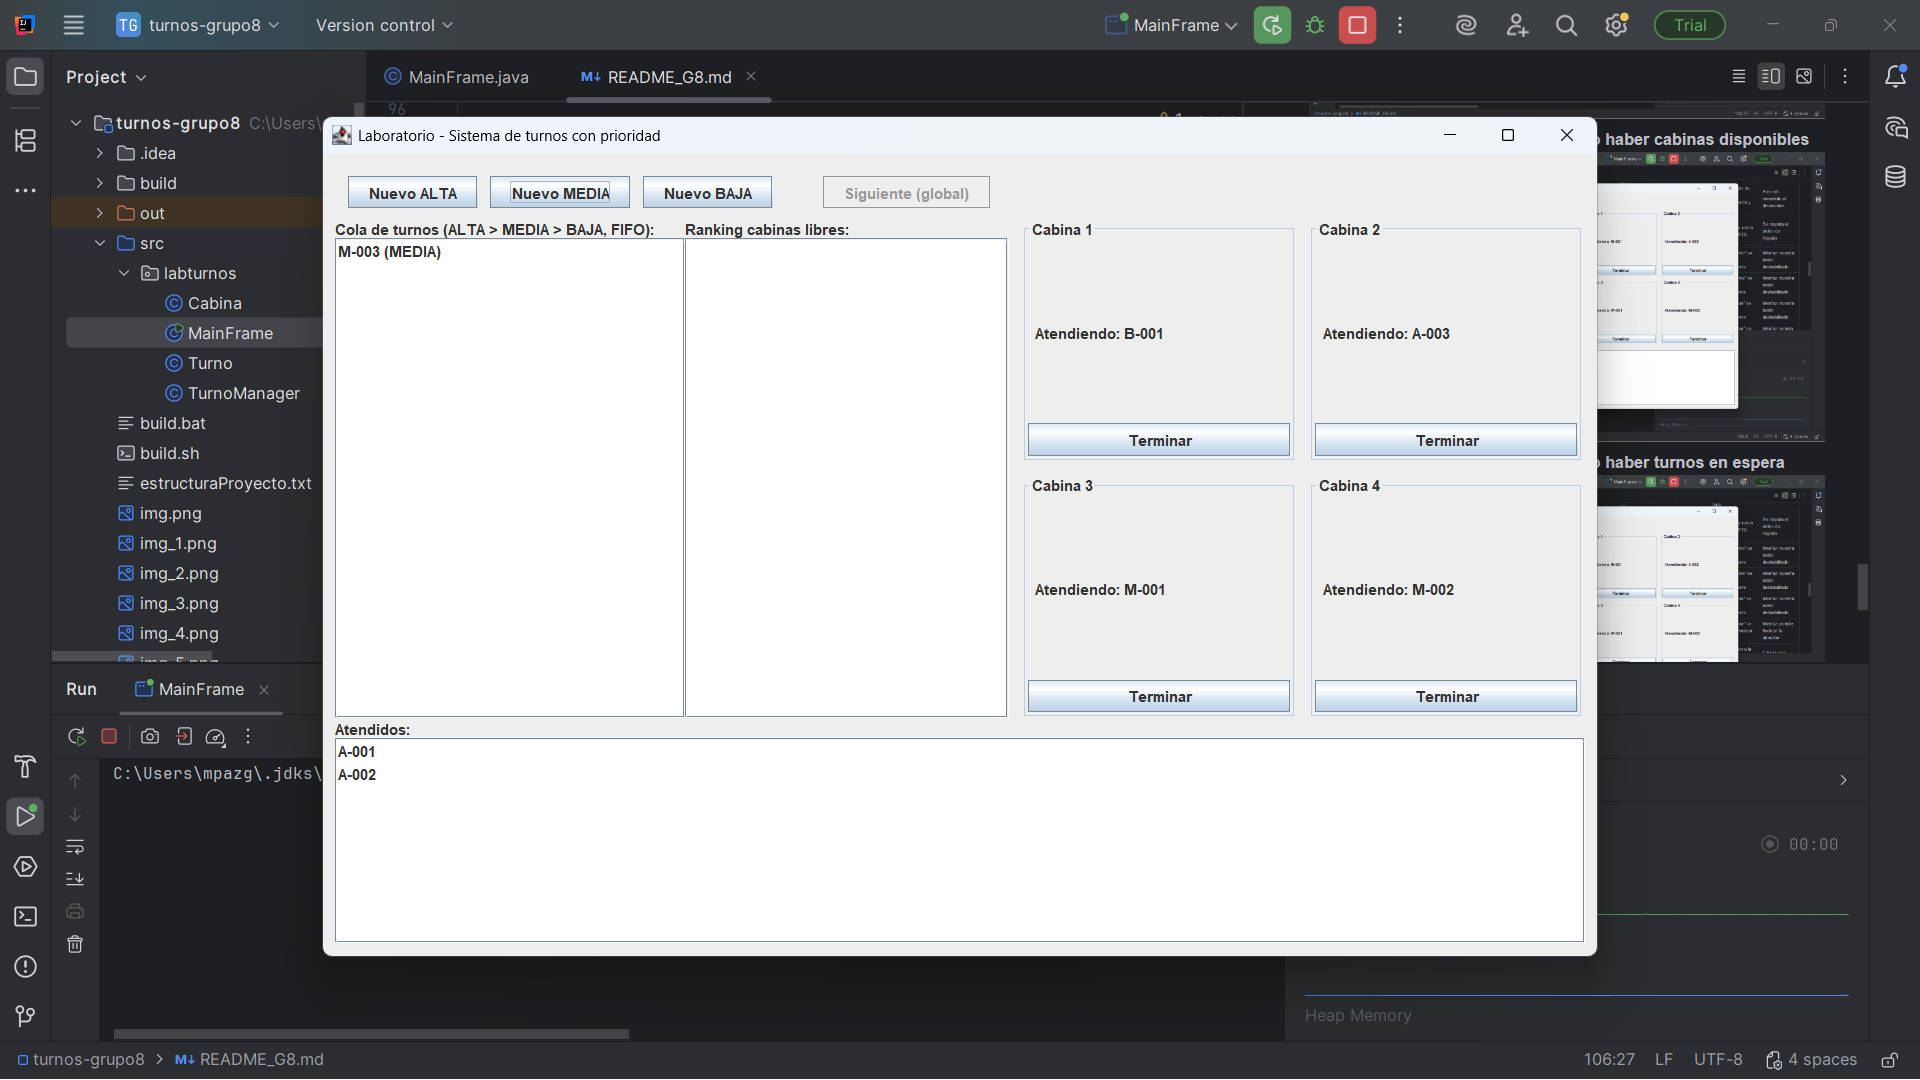 TG turnos-grupo8
Version control
MainFrame
Trial
Project
MainFrame.java
M↓ README_G8.md
turnos-grupo8 C:\Users\
.idea
build
out
src
labturnos
Cabina
MainFrame
Turno
TurnoManager
build.bat
build.sh
estructuraProyecto.txt
img.png
img_1.png
img_2.png
img_3.png
img_4.png
img_5.png
96
Laboratorio - Sistema de turnos con prioridad
Nuevo ALTA
Nuevo MEDIA
Nuevo BAJA
Siguiente (global)
Cola de turnos (ALTA > MEDIA > BAJA, FIFO):
M-003 (MEDIA)
Ranking cabinas libres:
Cabina 1
Atendiendo: B-001
Terminar
Cabina 2
Atendiendo: A-003
Terminar
Cabina 3
Atendiendo: M-001
Terminar
Cabina 4
Atendiendo: M-002
Terminar
Atendidos:
A-001
A-002
haber cabinas disponibles
haber turnos en espera
Run
MainFrame
C:\Users\mpazg\.jdks\
00:00
Heap Memory
turnos-grupo8 > M↓ README_G8.md
106:27
LF
UTF-8
4 spaces